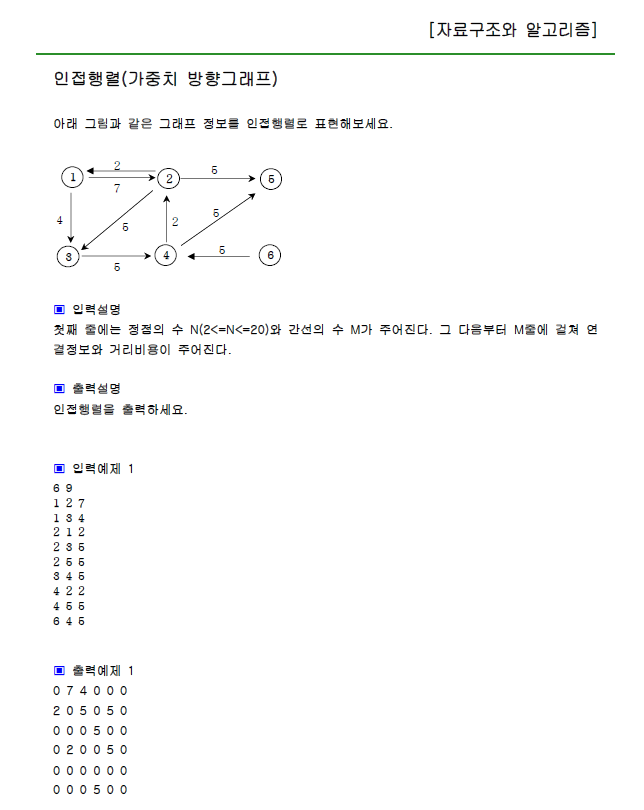 [자료구조와 알고리즘]
인접행렬(가중치 방향그래프)
아래 그림과 같은 그래프 정보를 인접행렬로 표현해보세요.
2
5
1
2
5
7
4
5
2
5
5
3
4
6
5
▣ 입력설명
첫째 줄에는 정점의 수 N(2<=N<=20)와 간선의 수 M가 주어진다. 그 다음부터 M줄에 걸쳐 연
결정보와 거리비용이 주어진다.
▣ 출력설명
인접행렬을 출력하세요.
▣ 입력예제 1
6 9
1 2 7
1 3 4
2 1 2
2 3 5
2 5 5
3 4 5
4 2 2
4 5 5
6 4 5
▣ 출력예제 1
0 7 4 0 0 0
2 0 5 0 5 0
0 0 0 5 0 0
0 2 0 0 5 0
0 0 0 0 0 0
0 0 0 5 0 0